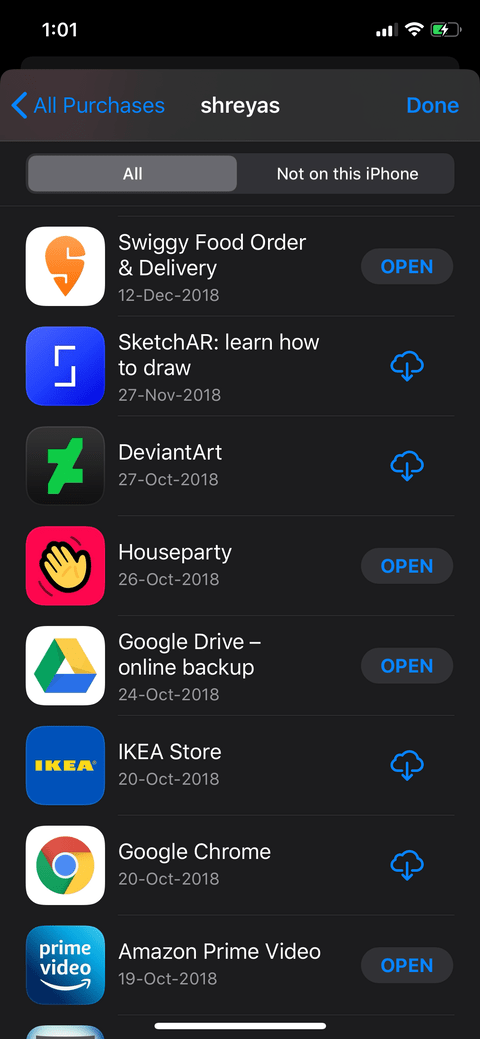 1:01
All Purchases shreyas Done
All Not on this iPhone
Swiggy Food Order
& Delivery
12-Dec-2018
OPEN
SketchAR: learn how
to draw
27-Nov-2018
DeviantArt
27-Oct-2018
Houseparty
26-Oct-2018
OPEN
Google Drive –
online backup
24-Oct-2018
OPEN
IKEA
IKEA Store
20-Oct-2018
Google Chrome
20-Oct-2018
prime
video
Amazon Prime Video
19-Oct-2018
OPEN